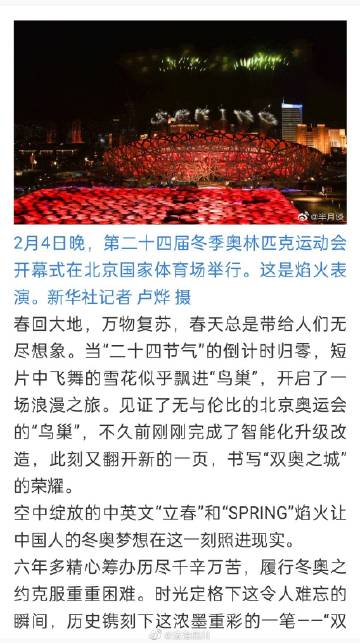 SPRING
@半月谈
2月4日晚，第二十四届冬季奥林匹克运动会
开幕式在北京国家体育场举行。这是焰火表
演。新华社记者 卢烨 摄
春回大地，万物复苏，春天总是带给人们无
尽想象。当“二十四节气”的倒计时归零，短
片中飞舞的雪花似乎飘进“鸟巢”，开启了一
场浪漫之旅。见证了无与伦比的北京奥运会
的“鸟巢”，不久前刚刚完成了智能化升级改
造，此刻又翻开新的一页，书写“双奥之城”
的荣耀。
空中绽放的中英文“立春”和“SPRING”焰火让
中国人的冬奥梦想在这一刻照进现实。
六年多精心筹办历尽千辛万苦，履行冬奥之
约克服重重困难。时光定格下这令人难忘的
瞬间，历史镌刻下这浓墨重彩的一笔——“双